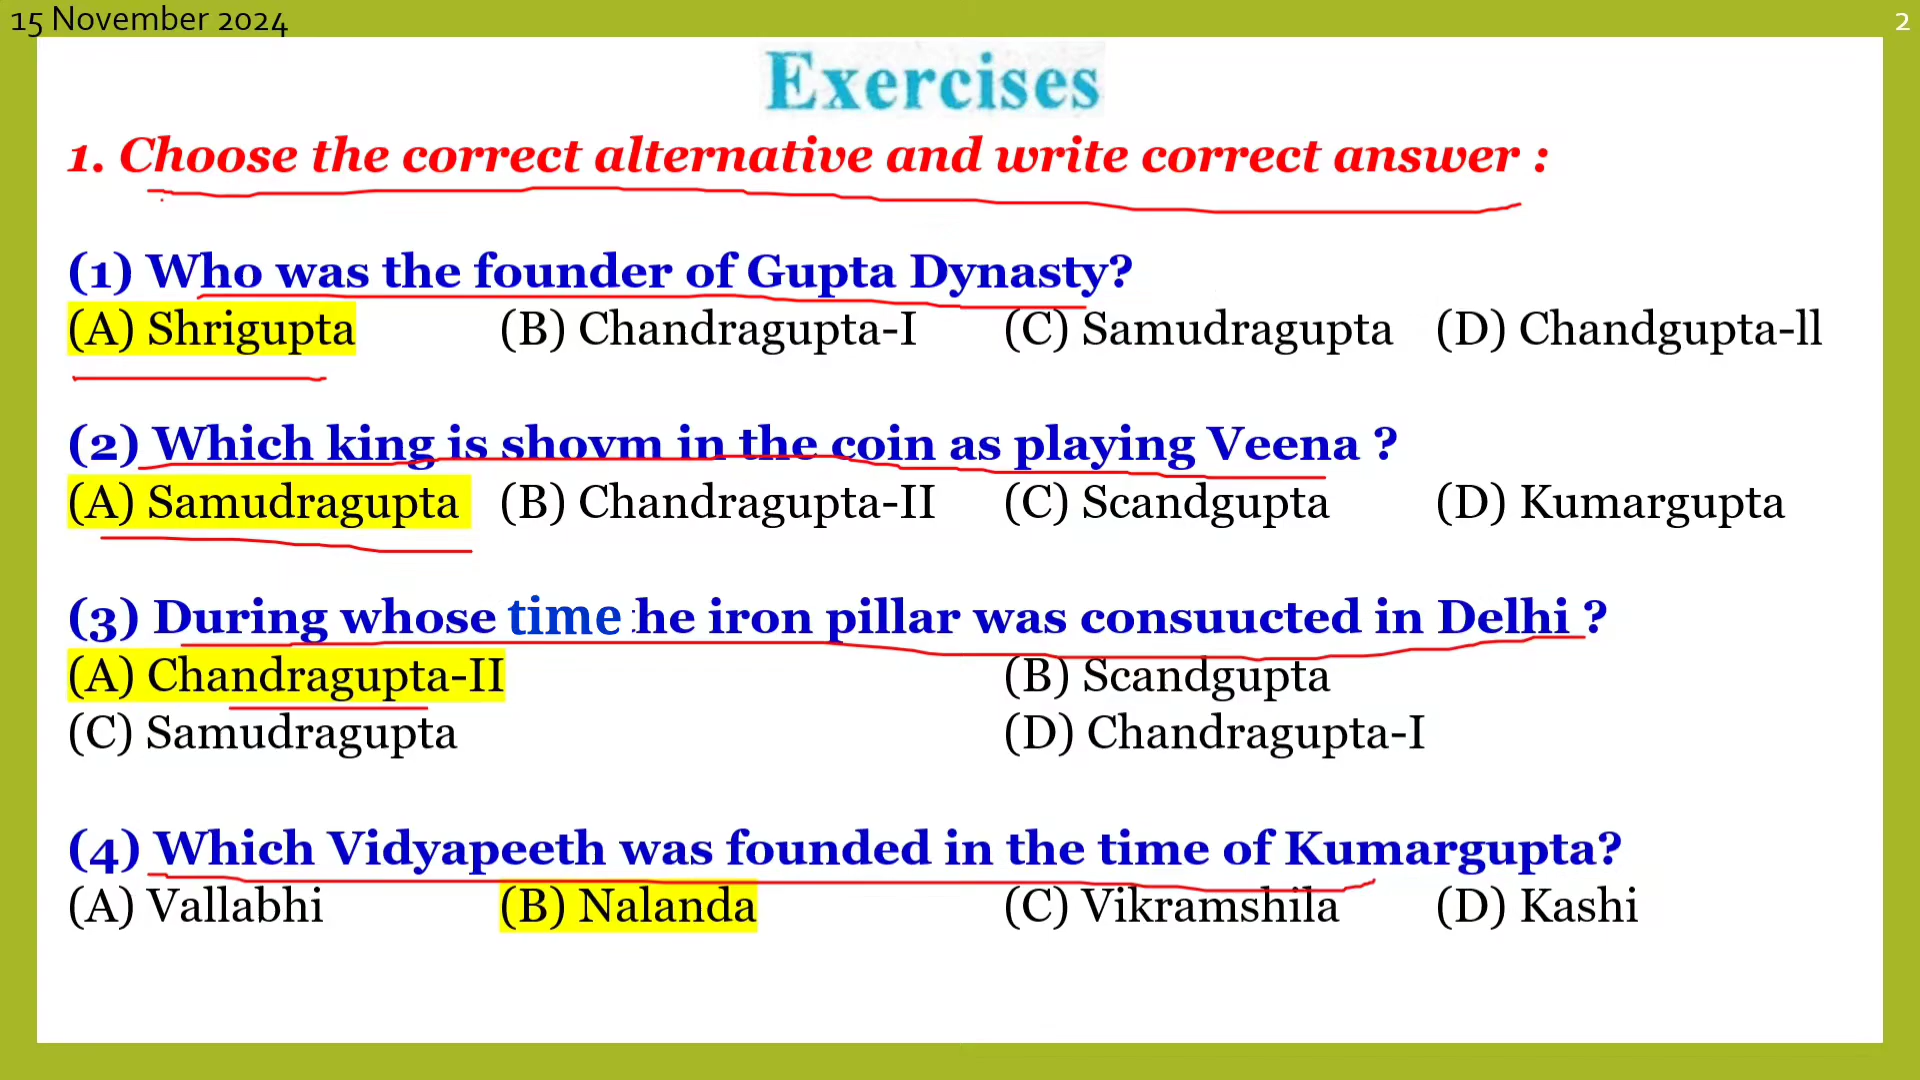 15 November 2024
2
Exercises
1. Choose the correct alternative and write correct answer :
(1) Who was the founder of Gupta Dynasty?
(A) Shrigupta (B) Chandragupta-I (C) Samudragupta (D) Chandgupta-ll
(2) Which king is shovm in the coin as playing Veena ?
(A) Samudragupta (B) Chandragupta-II (C) Scandgupta (D) Kumargupta
(3) During whose time he iron pillar was consuucted in Delhi ?
(A) Chandragupta-II (B) Scandgupta
(C) Samudragupta (D) Chandragupta-I
(4) Which Vidyapeeth was founded in the time of Kumargupta?
(A) Vallabhi (B) Nalanda (C) Vikramshila (D) Kashi